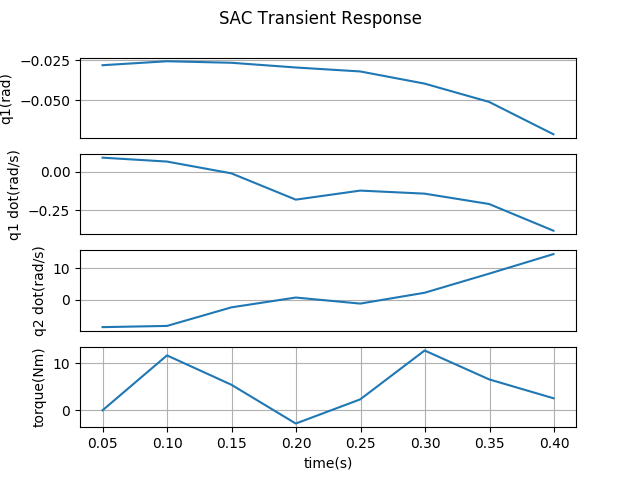 SAC Transient Response
q1(rad)
−0.025
−0.050
q1 dot(rad/s)
0.00
−0.25
q2 dot(rad/s)
10
0
torque(Nm)
10
0
0.05 0.10 0.15 0.20 0.25 0.30 0.35 0.40
time(s)